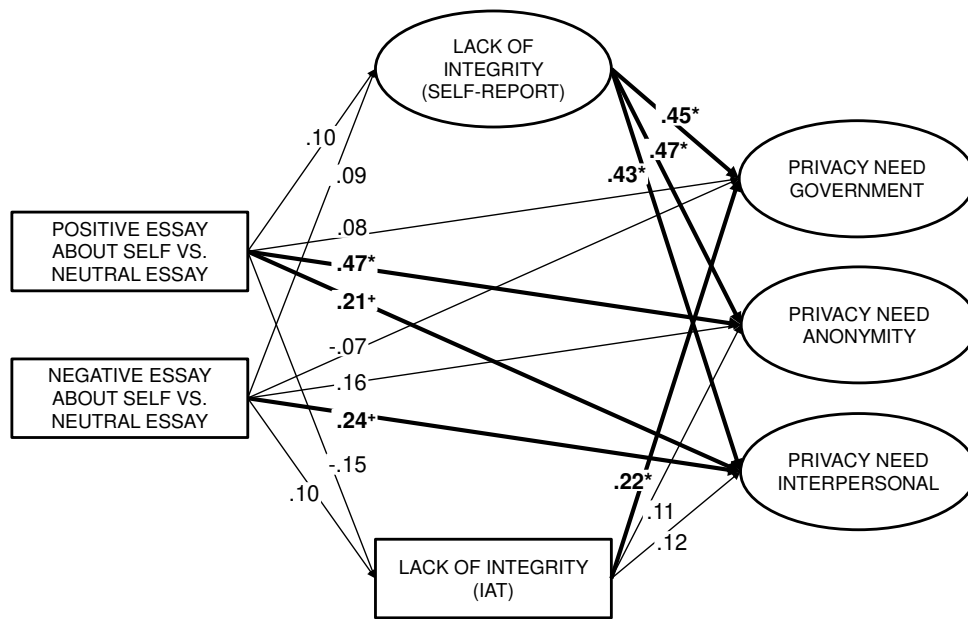 LACK OF
INTEGRITY
(SELF-REPORT)
.45*
.47*
.43*
.10
.09
PRIVACY NEED
GOVERNMENT
POSITIVE ESSAY
ABOUT SELF VS.
NEUTRAL ESSAY
.08
.47*
.21⁺
PRIVACY NEED
ANONYMITY
-.07
.16
NEGATIVE ESSAY
ABOUT SELF VS.
NEUTRAL ESSAY
.24⁺
PRIVACY NEED
INTERPERSONAL
-.15
.10
.22*
.11
.12
LACK OF INTEGRITY
(IAT)